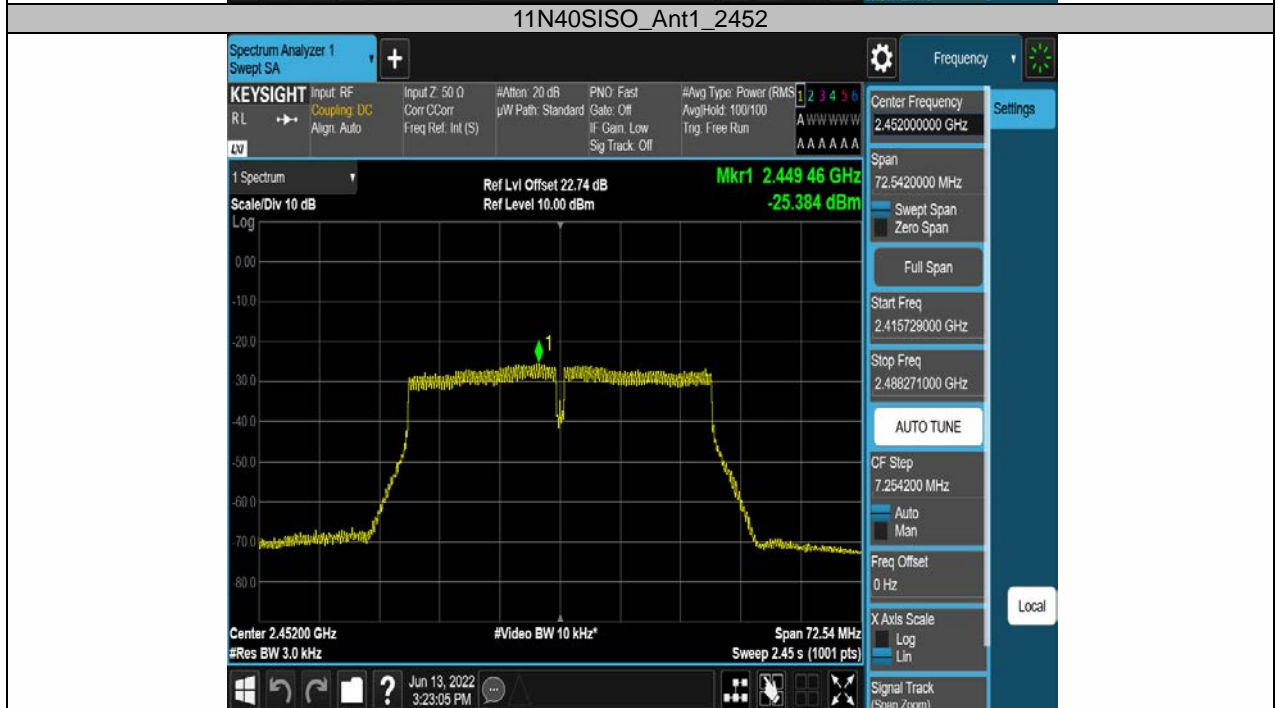 11N40SISO_Ant1_2452
Spectrum Analyzer 1
Swept SA
+
Frequency
KEYSIGHT
RL
LXI
Input: RF
Coupling: DC
Align: Auto
Input Z: 50 Ω
Corr CCorr
Freq Ref: Int (S)
#Atten: 20 dB
µW Path: Standard
PNO: Fast
Gate: Off
IF Gain: Low
Sig Track: Off
#Avg Type: Power (RMS
Avg|Hold: 100/100
Trig: Free Run
1 2 3 4 5 6
A W W W W W
A A A A A A
Center Frequency
2.452000000 GHz
Settings
1 Spectrum
Scale/Div 10 dB
Log
Ref Lvl Offset 22.74 dB
Ref Level 10.00 dBm
Mkr1 2.449 46 GHz
-25.384 dBm
Span
72.5420000 MHz
Swept Span
Zero Span
Full Span
Start Freq
2.415729000 GHz
Stop Freq
2.488271000 GHz
AUTO TUNE
CF Step
7.254200 MHz
Auto
Man
Freq Offset
0 Hz
X Axis Scale
Log
Lin
Signal Track
(Span Zoom)
Local
0.00
-10.0
-20.0
-30.0
-40.0
-50.0
-60.0
-70.0
-80.0
1
Center 2.45200 GHz
#Res BW 3.0 kHz
#Video BW 10 kHz*
Span 72.54 MHz
Sweep 2.45 s (1001 pts)
?
Jun 13, 2022
3:23:05 PM